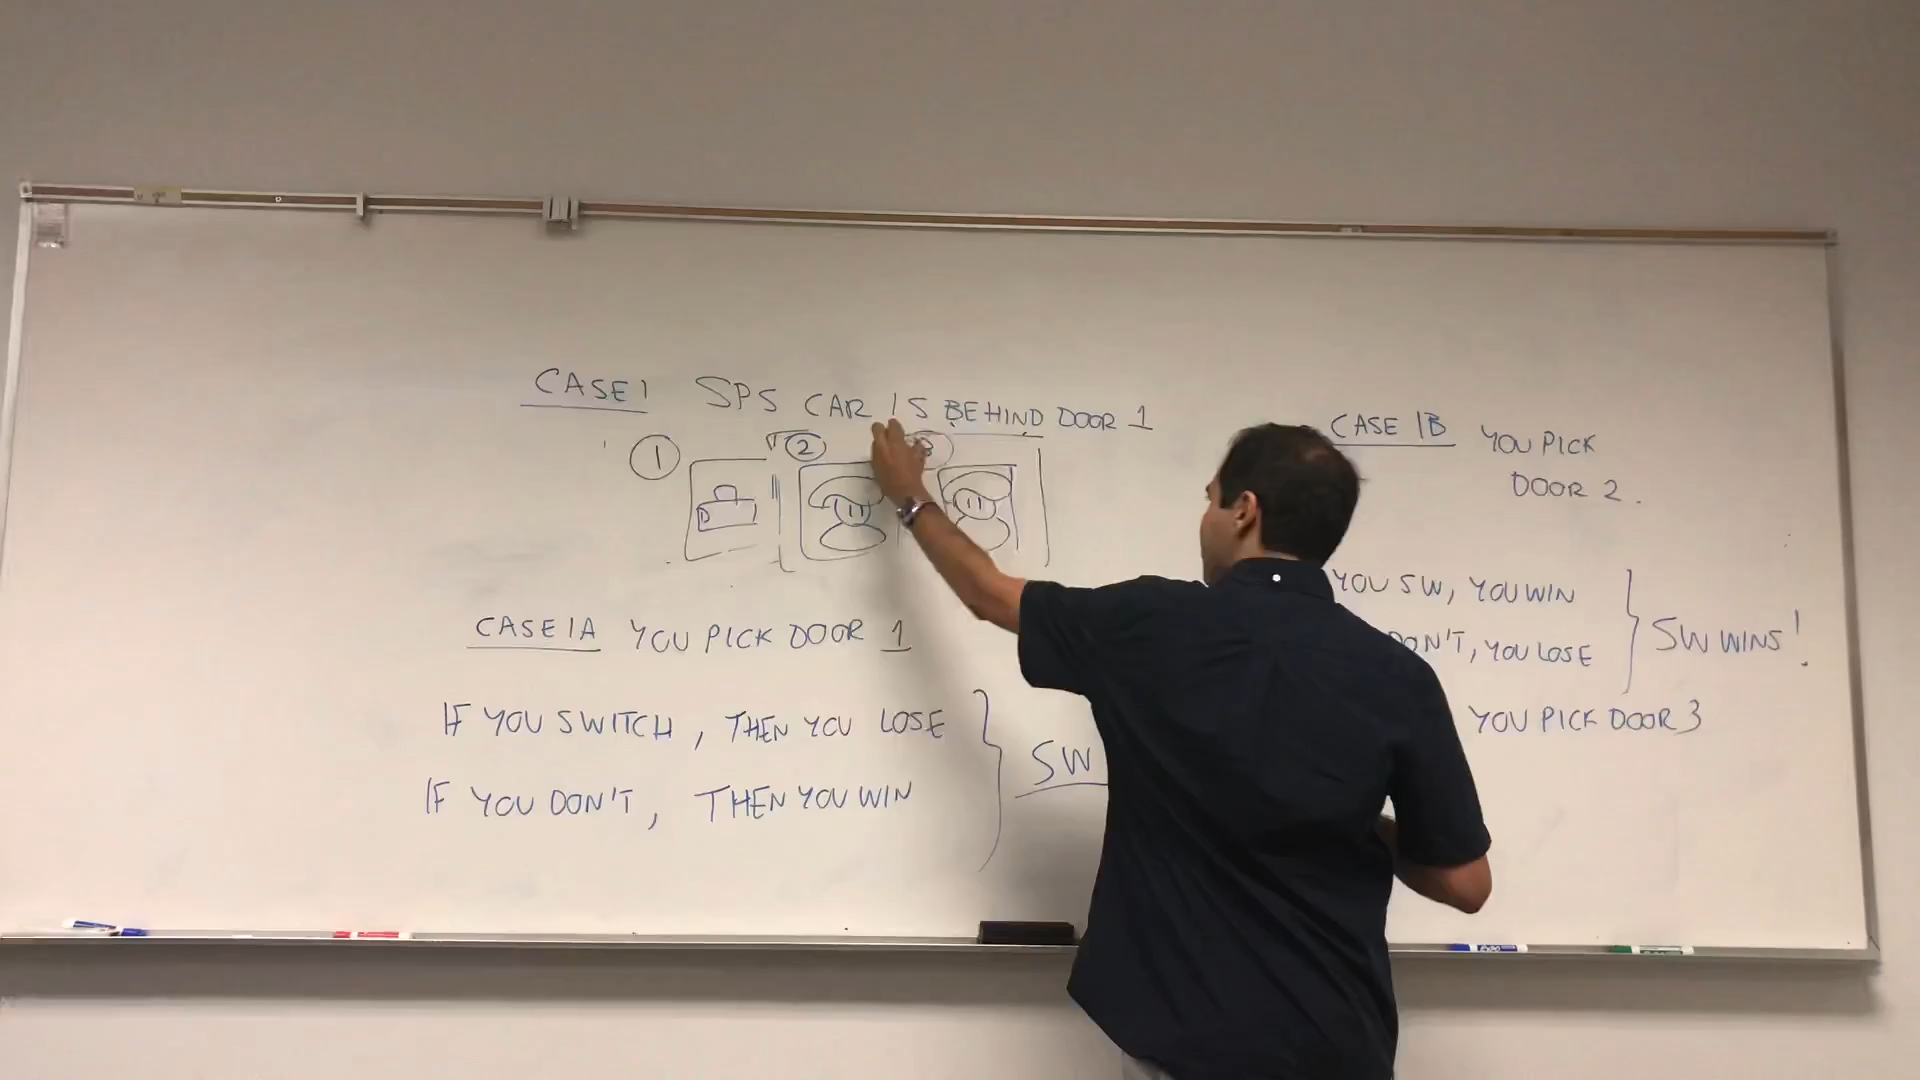 CASE 1 SPS CAR IS BEHIND DOOR 1
1 2 3
CASE 1A YOU PICK DOOR 1
IF YOU SWITCH, THEN YOU LOSE
IF YOU DON'T, THEN YOU WIN
SW
CASE 1B YOU PICK
DOOR 2.
YOU SW, YOU WIN
DON'T, YOU LOSE
SW WINS!
YOU PICK DOOR 3